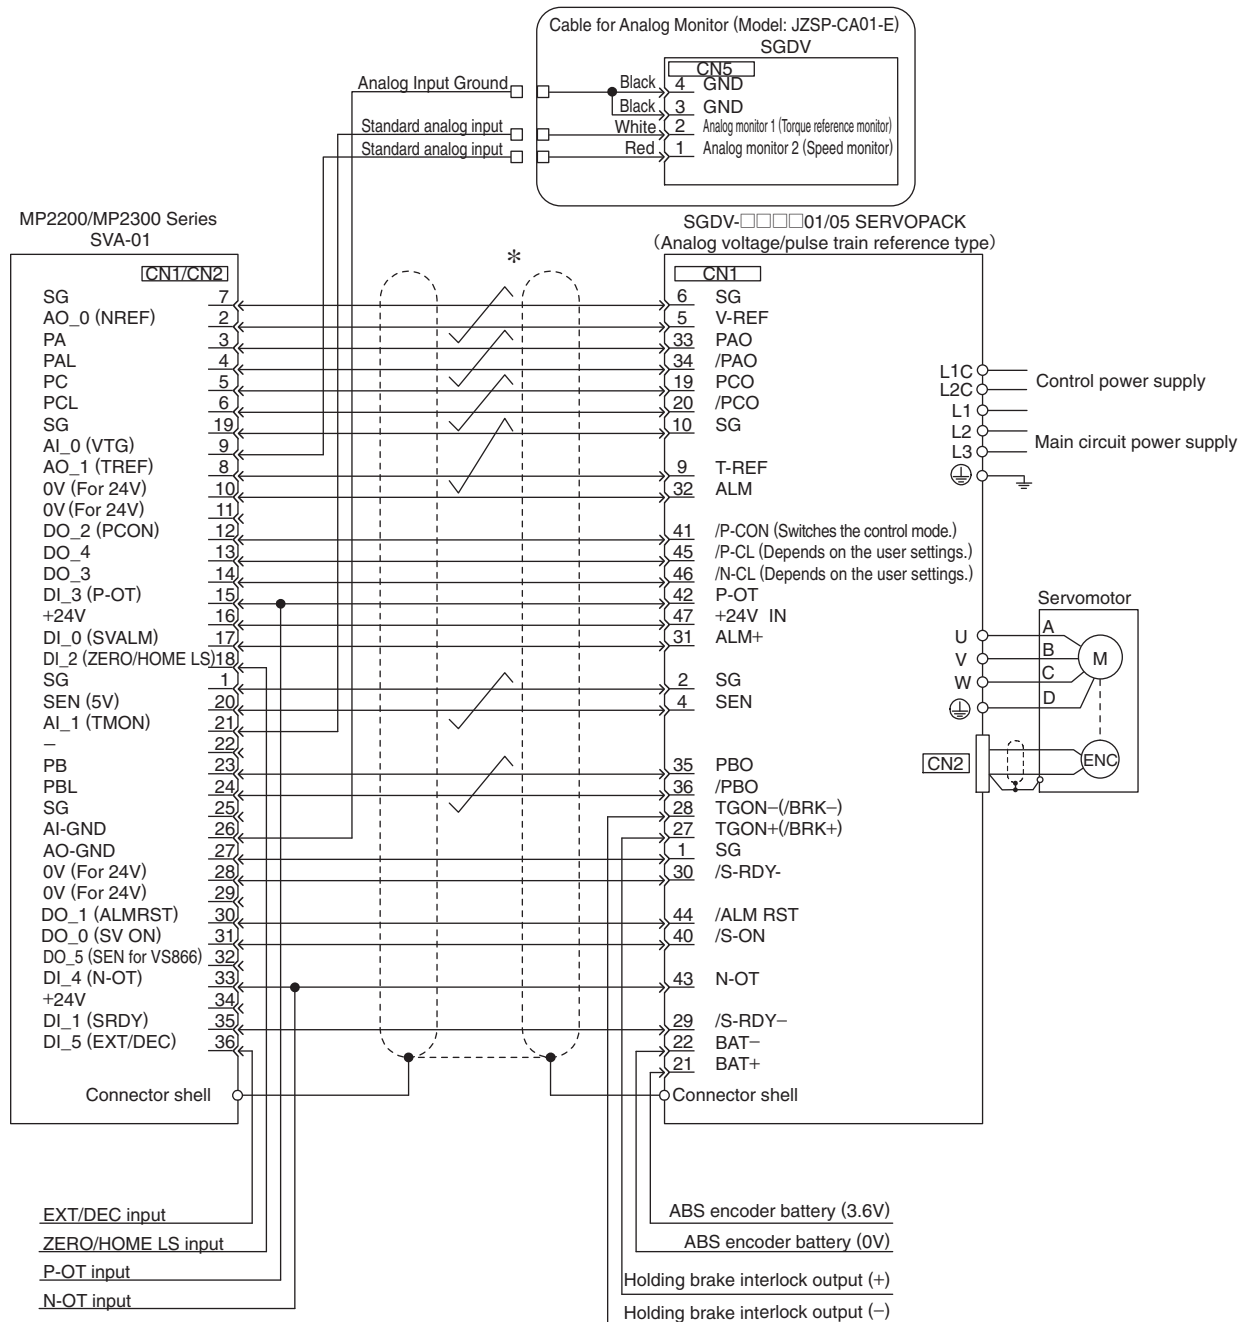 Cable for Analog Monitor (Model: JZSP-CA01-E)
SGDV
CN5
Analog Input Ground
Black 4 GND
Black 3 GND
Standard analog input
White 2 Analog monitor 1 (Torque reference monitor)
Standard analog input
Red 1 Analog monitor 2 (Speed monitor)
MP2200/MP2300 Series
SVA-01
CN1/CN2
SG 7
AO_0 (NREF) 2
PA 3
PAL 4
PC 5
PCL 6
SG 19
AI_0 (VTG) 9
AO_1 (TREF) 8
0V (For 24V) 10
0V (For 24V) 11
DO_2 (PCON) 12
DO_4 13
DO_3 14
DI_3 (P-OT) 15
+24V 16
DI_0 (SVALM) 17
DI_2 (ZERO/HOME LS) 18
SG 1
SEN (5V) 20
AI_1 (TMON) 21
− 22
PB 23
PBL 24
SG 25
AI-GND 26
AO-GND 27
0V (For 24V) 28
0V (For 24V) 29
DO_1 (ALMRST) 30
DO_0 (SV ON) 31
DO_5 (SEN for VS866) 32
DI_4 (N-OT) 33
+24V 34
DI_1 (SRDY) 35
DI_5 (EXT/DEC) 36
Connector shell
*
SGDV-□□□□01/05 SERVOPACK
(Analog voltage/pulse train reference type)
CN1
6 SG
5 V-REF
33 PAO
34 /PAO
19 PCO
20 /PCO
10 SG
9 T-REF
32 ALM
41 /P-CON (Switches the control mode.)
45 /P-CL (Depends on the user settings.)
46 /N-CL (Depends on the user settings.)
42 P-OT
47 +24V IN
31 ALM+
2 SG
4 SEN
35 PBO
36 /PBO
28 TGON−(/BRK−)
27 TGON+(/BRK+)
1 SG
30 /S-RDY-
44 /ALM RST
40 /S-ON
43 N-OT
29 /S-RDY−
22 BAT−
21 BAT+
Connector shell
L1C
L2C
Control power supply
L1
L2
L3
Main circuit power supply
Servomotor
U A
V B
W C
D
M
CN2
ENC
EXT/DEC input
ZERO/HOME LS input
P-OT input
N-OT input
ABS encoder battery (3.6V)
ABS encoder battery (0V)
Holding brake interlock output (+)
Holding brake interlock output (−)